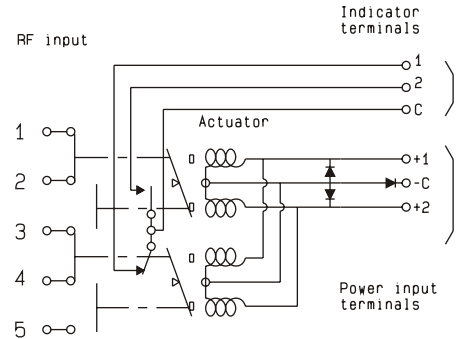 Indicator
terminals
RF input
1
2
C
Actuator
1
2
3
4
5
+1
-C
+2
Power input
terminals